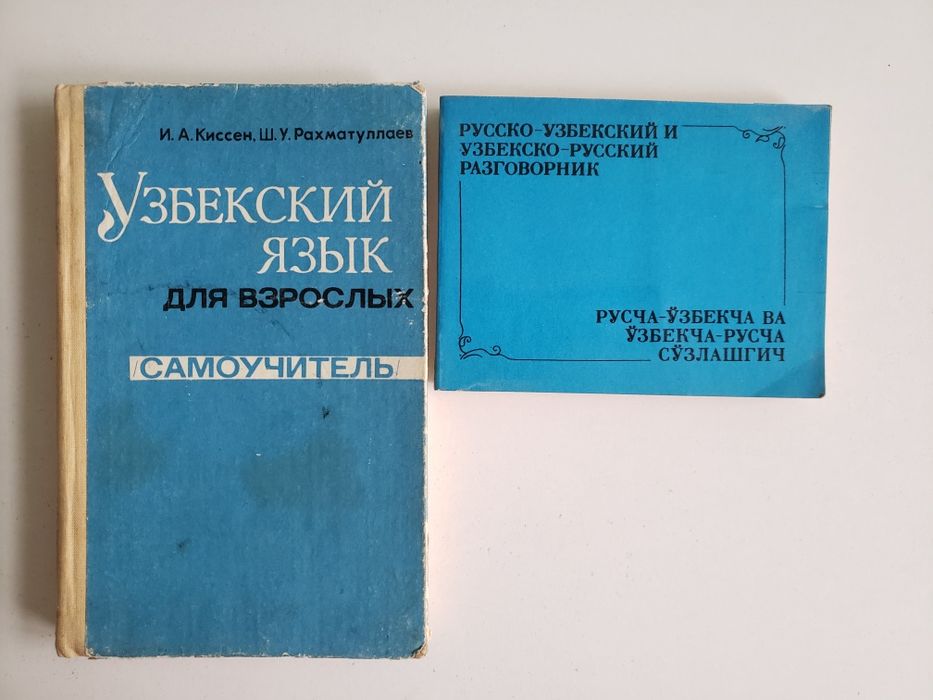 И. А. Киссен, Ш. У. Рахматуллаев
Узбекский
язык
для взрослых
/САМОУЧИТЕЛЬ/
РУССКО-УЗБЕКСКИЙ И
УЗБЕКСКО-РУССКИЙ
РАЗГОВОРНИК
РУСЧА-ЎЗБЕКЧА ВА
ЎЗБЕКЧА-РУСЧА
СЎЗЛАШГИЧ